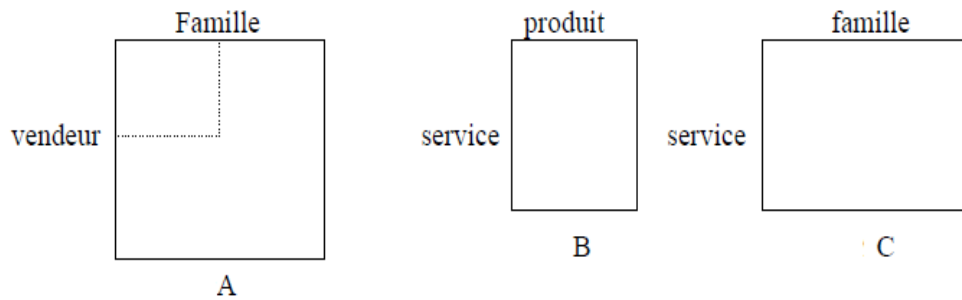 Famille
produit
famille
vendeur
service
service
A
B
C